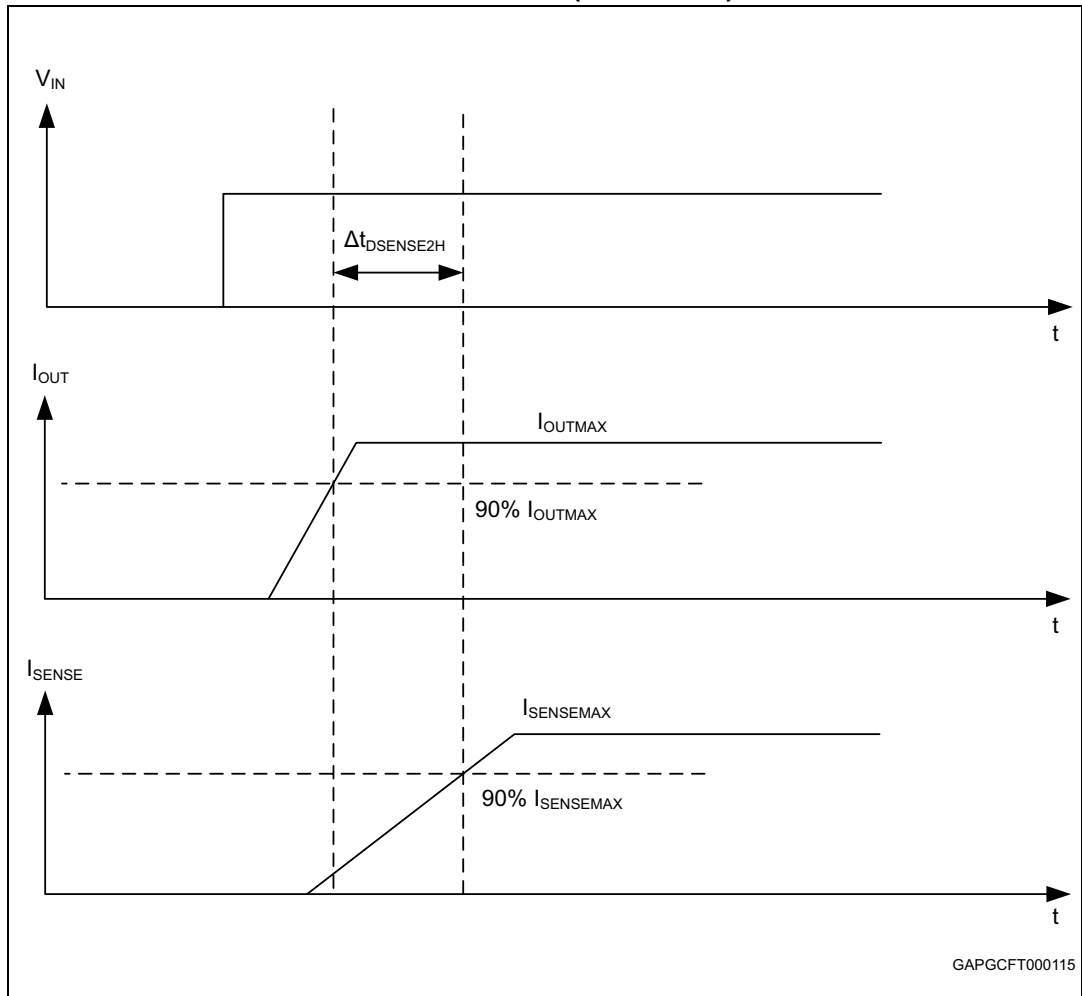 V_IN
Δt_DSENSE2H
t
I_OUT
I_OUTMAX
90% I_OUTMAX
t
I_SENSE
I_SENSEMAX
90% I_SENSEMAX
t
GAPGCFT000115